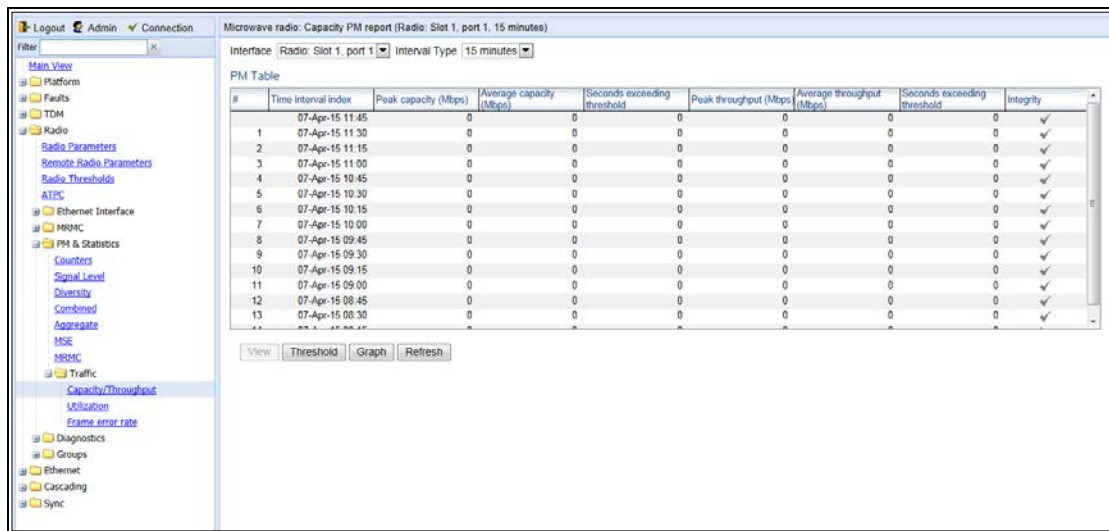 Logout Admin Connection
Filter
Main View
Platform
Faults
TDM
Radio
Radio Parameters
Remote Radio Parameters
Radio Thresholds
ATPC
Ethernet Interface
MRMC
PM & Statistics
Counters
Signal Level
Diversity
Combined
Aggregate
MSE
MRMC
Traffic
Capacity/Throughput
Utilization
Frame error rate
Diagnostics
Groups
Ethernet
Cascading
Sync
Microwave radio: Capacity PM report (Radio: Slot 1, port 1, 15 minutes)
Interface Radio: Slot 1, port 1 Interval Type 15 minutes
PM Table
# Time interval index Peak capacity (Mbps) Average capacity (Mbps) Seconds exceeding threshold Peak throughput (Mbps) Average throughput (Mbps) Seconds exceeding threshold Integrity
07-Apr-15 11:45 0 0 0 0 0 0
1 07-Apr-15 11:30 0 0 0 0 0 0
2 07-Apr-15 11:15 0 0 0 0 0 0
3 07-Apr-15 11:00 0 0 0 0 0 0
4 07-Apr-15 10:45 0 0 0 0 0 0
5 07-Apr-15 10:30 0 0 0 0 0 0
6 07-Apr-15 10:15 0 0 0 0 0 0
7 07-Apr-15 10:00 0 0 0 0 0 0
8 07-Apr-15 09:45 0 0 0 0 0 0
9 07-Apr-15 09:30 0 0 0 0 0 0
10 07-Apr-15 09:15 0 0 0 0 0 0
11 07-Apr-15 09:00 0 0 0 0 0 0
12 07-Apr-15 08:45 0 0 0 0 0 0
13 07-Apr-15 08:30 0 0 0 0 0 0
View Threshold Graph Refresh